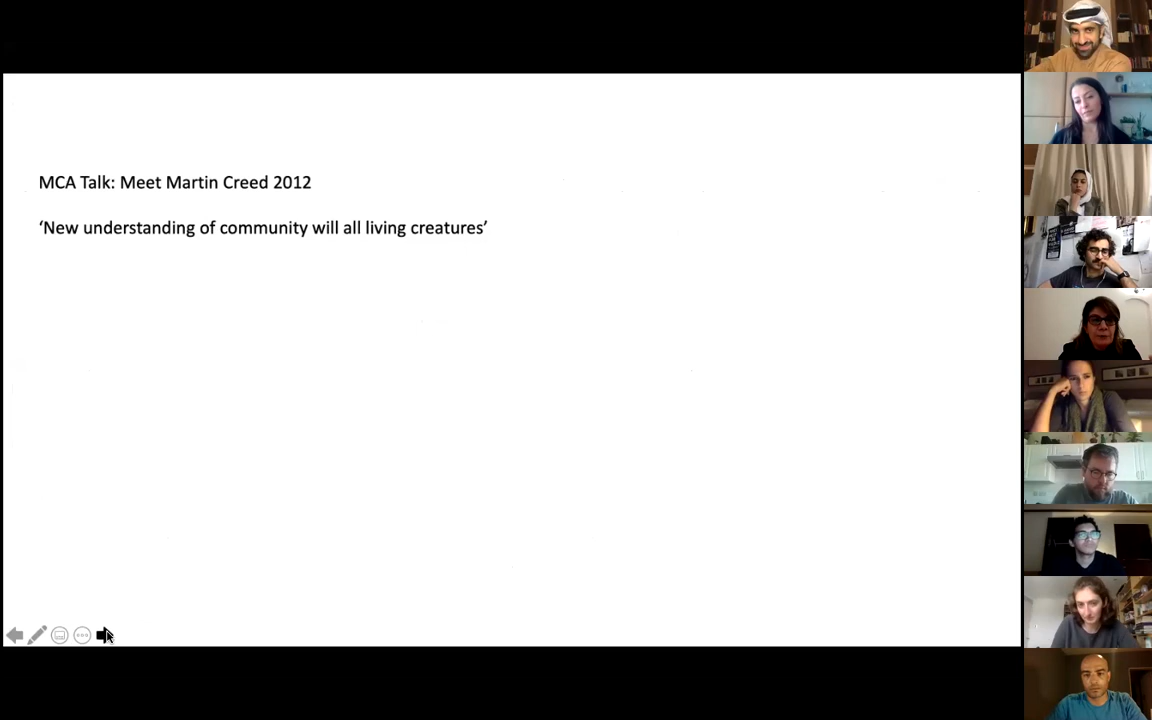 MCA Talk: Meet Martin Creed 2012
‘New understanding of community will all living creatures’